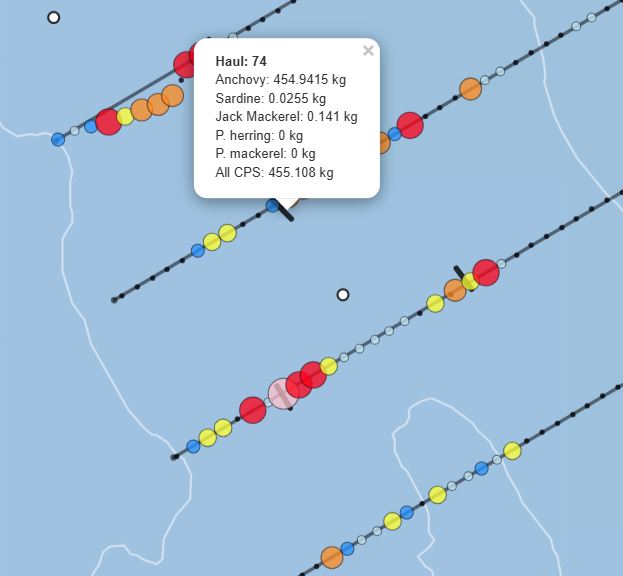 ×
Haul: 74
Anchovy: 454.9415 kg
Sardine: 0.0255 kg
Jack Mackerel: 0.141 kg
P. herring: 0 kg
P. mackerel: 0 kg
All CPS: 455.108 kg